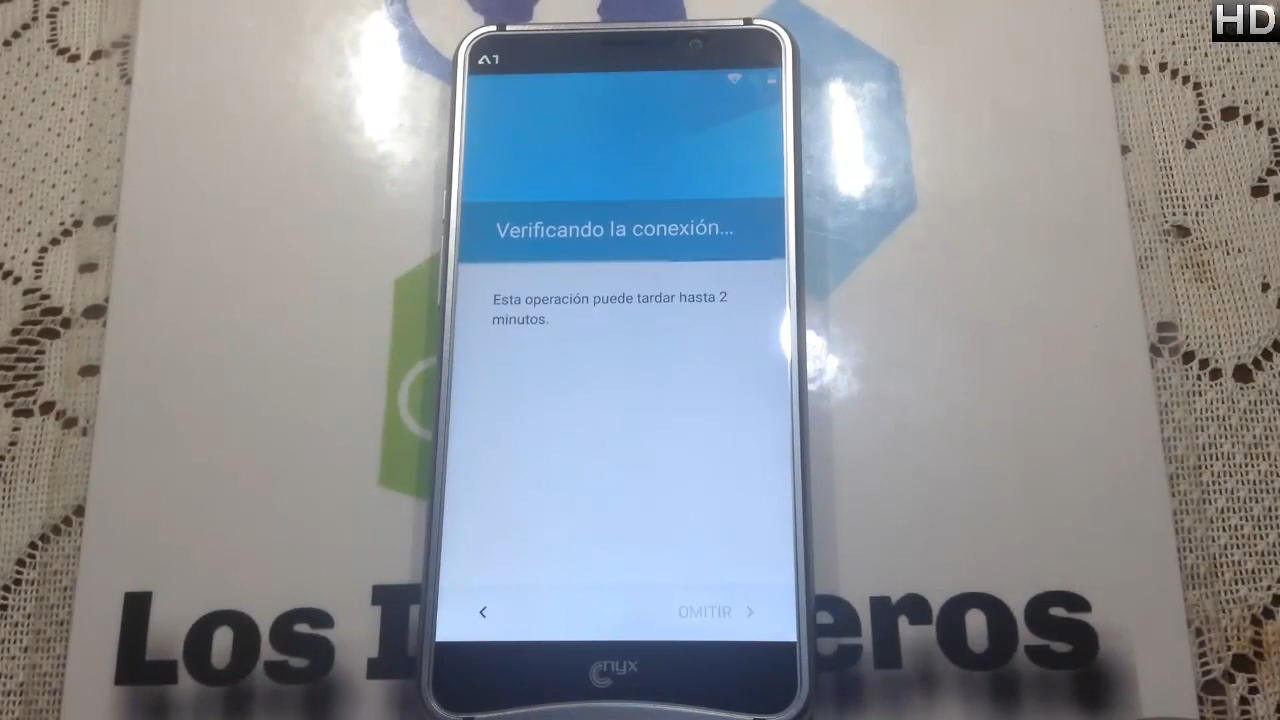 HD
A1
Verificando la conexión...
Esta operación puede tardar hasta 2
minutos.
OMITIR
nyx
Los I eros